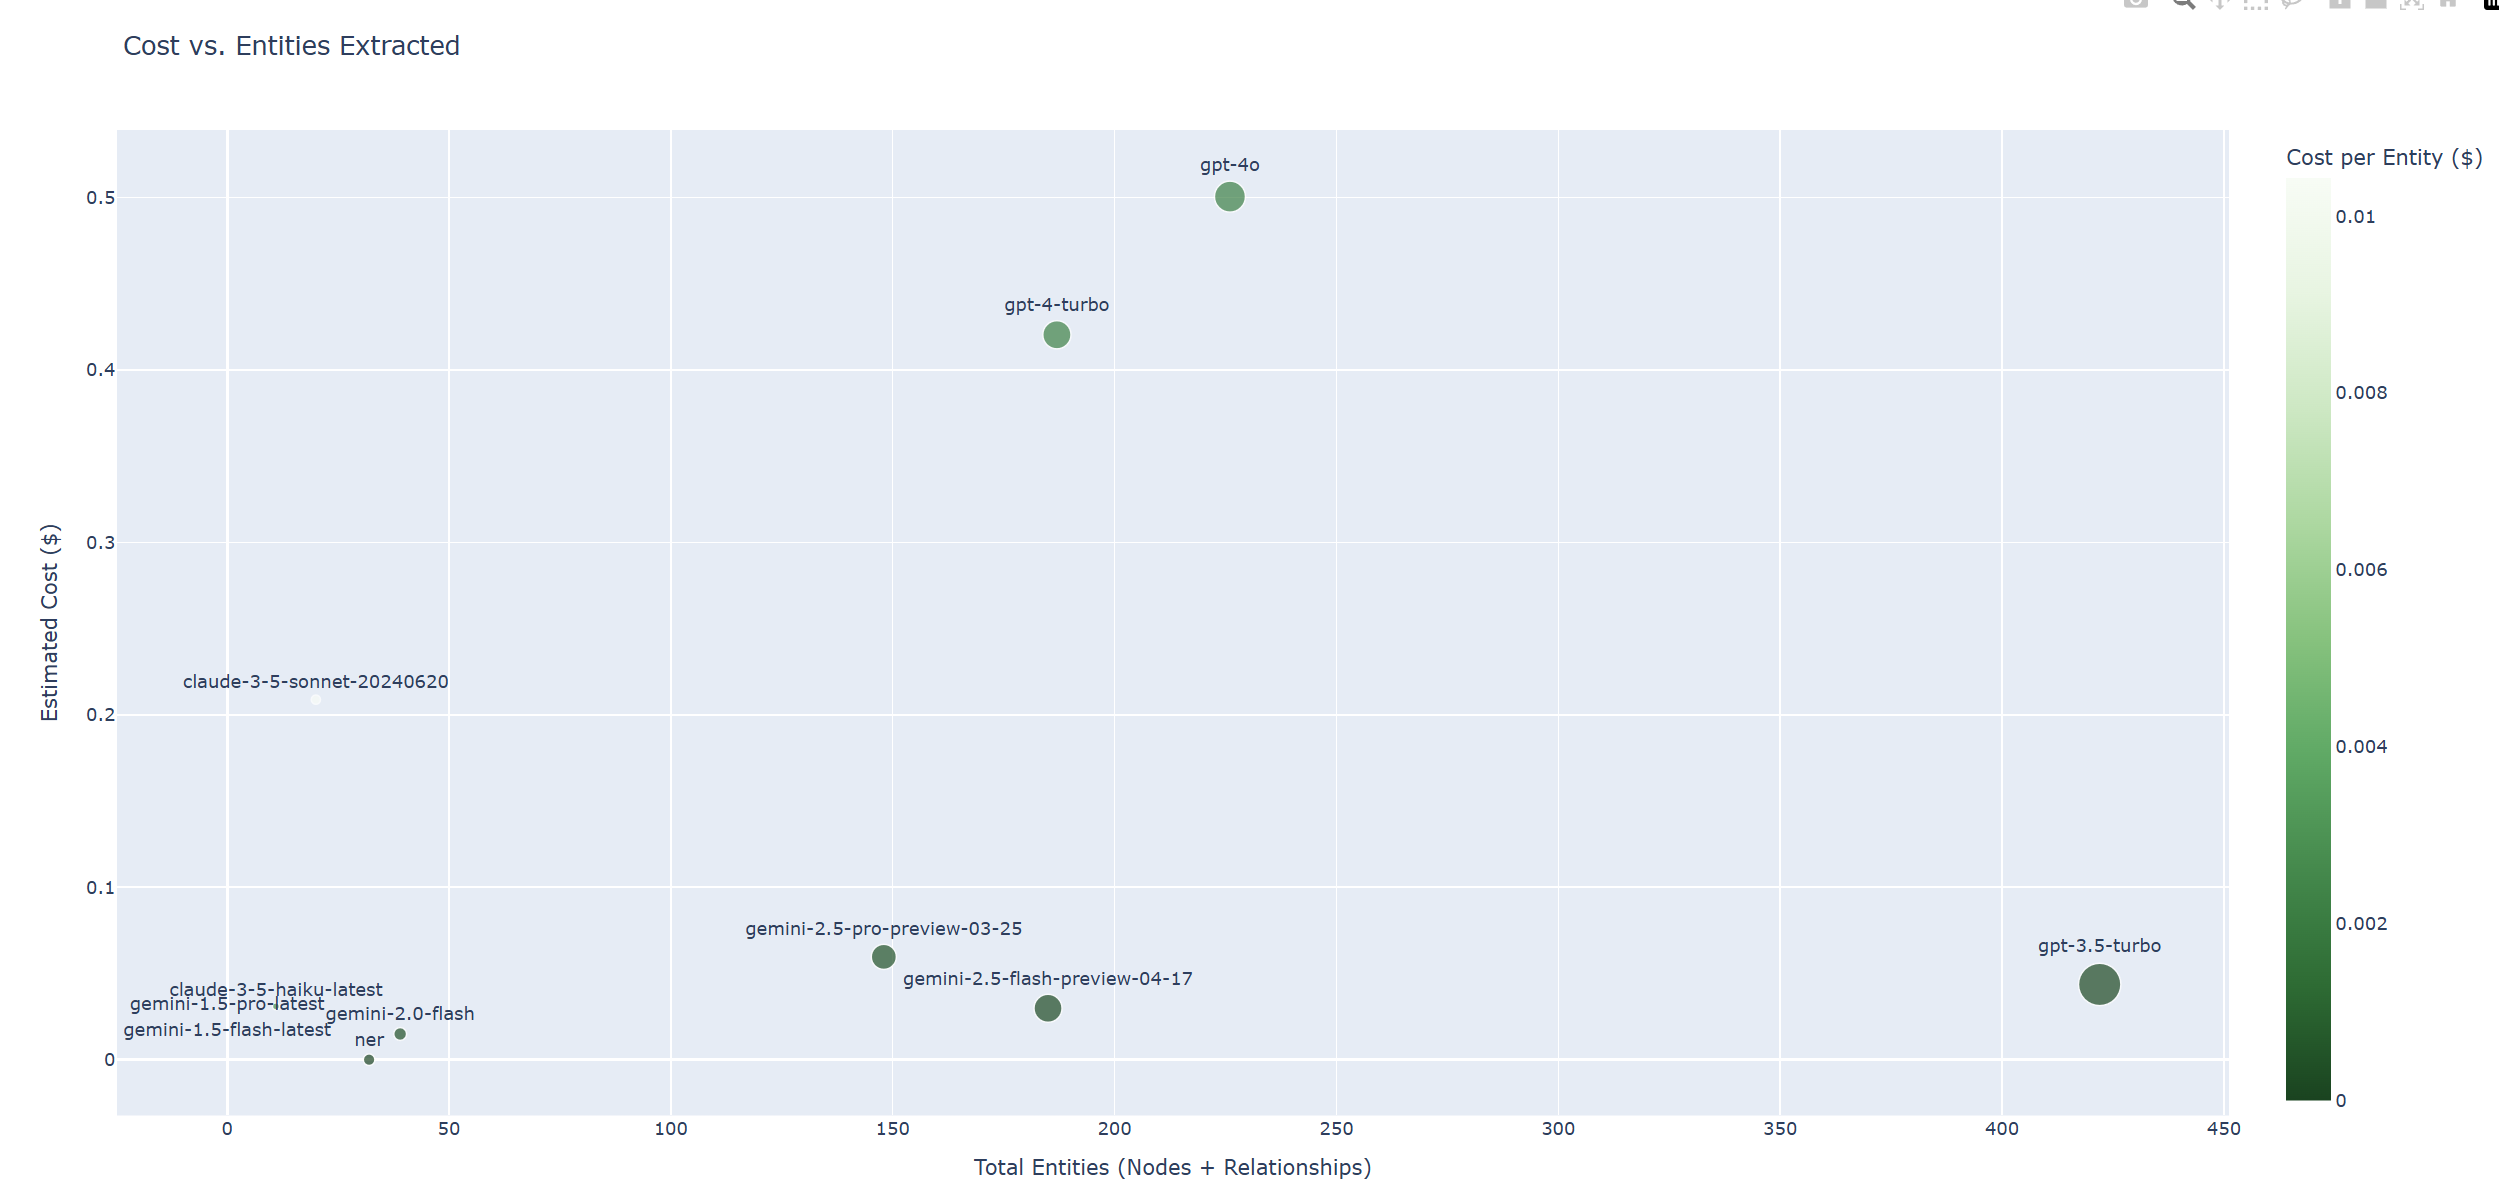 Cost vs. Entities Extracted
Cost per Entity ($)
0.01
0.008
0.006
0.004
0.002
0
Estimated Cost ($)
0.5
0.4
0.3
0.2
0.1
0
gpt-4o
gpt-4-turbo
claude-3-5-sonnet-20240620
gemini-2.5-pro-preview-03-25
gpt-3.5-turbo
gemini-2.5-flash-preview-04-17
claude-3-5-haiku-latest
gemini-1.5-pro-latest
gemini-2.0-flash
gemini-1.5-flash-latest
ner
0 50 100 150 200 250 300 350 400 450
Total Entities (Nodes + Relationships)